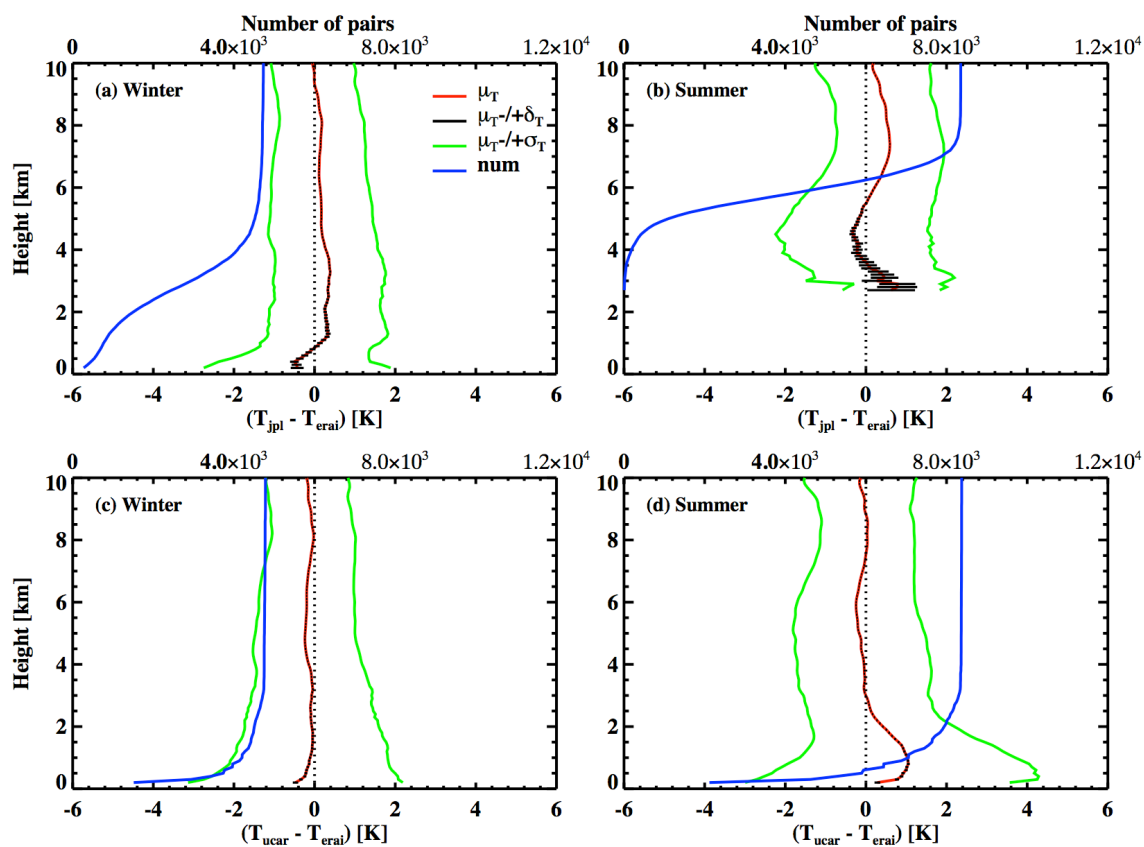 Number of pairs
Number of pairs
0 4.0×10³ 8.0×10³ 1.2×10⁴
0 4.0×10³ 8.0×10³ 1.2×10⁴
10
8
6
4
2
0
Height [km]
(a) Winter
μT
μT-/+δT
μT-/+σT
num
-6 -4 -2 0 2 4 6
(Tjpl - Terai) [K]
10
8
6
4
2
0
(b) Summer
-6 -4 -2 0 2 4 6
(Tjpl - Terai) [K]
0 4.0×10³ 8.0×10³ 1.2×10⁴
0 4.0×10³ 8.0×10³ 1.2×10⁴
10
8
6
4
2
0
Height [km]
(c) Winter
-6 -4 -2 0 2 4 6
(Tucar - Terai) [K]
10
8
6
4
2
0
(d) Summer
-6 -4 -2 0 2 4 6
(Tucar - Terai) [K]